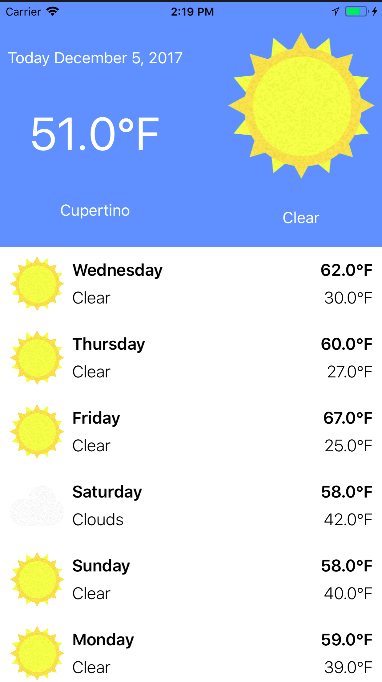 Carrier 2:19 PM
Today December 5, 2017
51.0°F
Cupertino
Clear
Wednesday 62.0°F
Clear 30.0°F
Thursday 60.0°F
Clear 27.0°F
Friday 67.0°F
Clear 25.0°F
Saturday 58.0°F
Clouds 42.0°F
Sunday 58.0°F
Clear 40.0°F
Monday 59.0°F
Clear 39.0°F